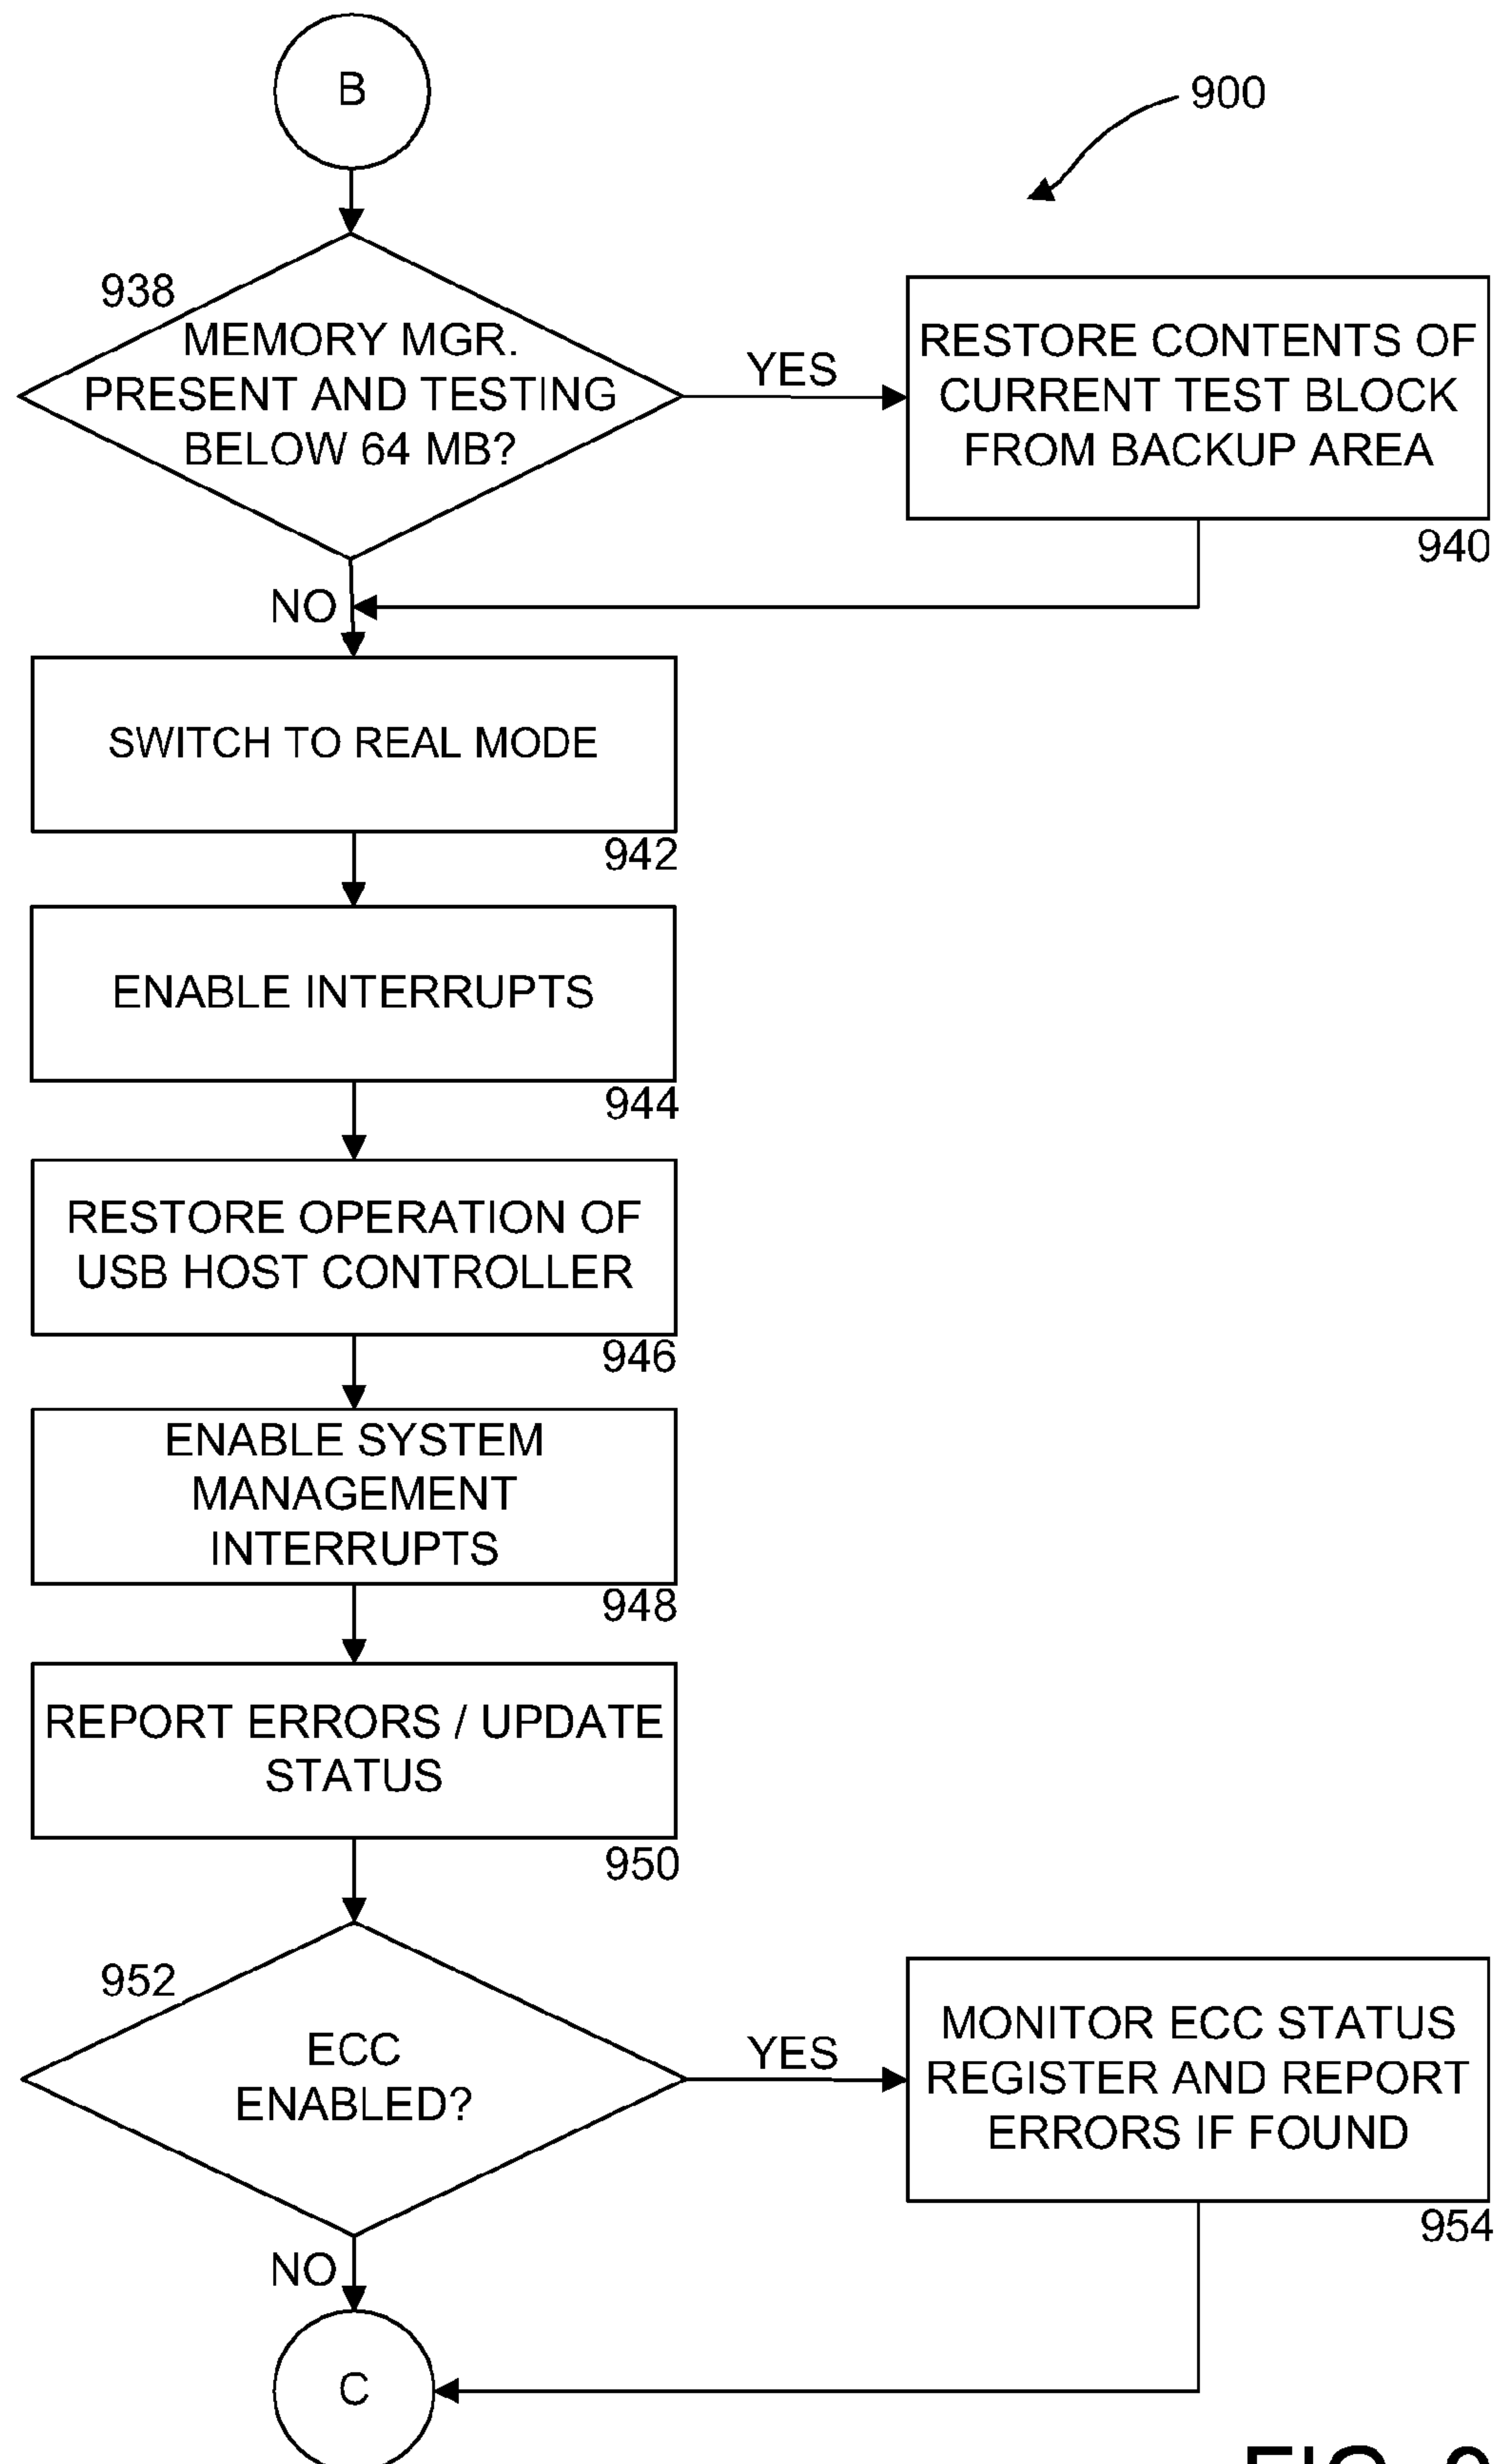 B
900
938
MEMORY MGR.
PRESENT AND TESTING
BELOW 64 MB?
YES
RESTORE CONTENTS OF
CURRENT TEST BLOCK
FROM BACKUP AREA
940
NO
SWITCH TO REAL MODE
942
ENABLE INTERRUPTS
944
RESTORE OPERATION OF
USB HOST CONTROLLER
946
ENABLE SYSTEM
MANAGEMENT
INTERRUPTS
948
REPORT ERRORS / UPDATE
STATUS
950
952
ECC
ENABLED?
YES
MONITOR ECC STATUS
REGISTER AND REPORT
ERRORS IF FOUND
954
NO
C